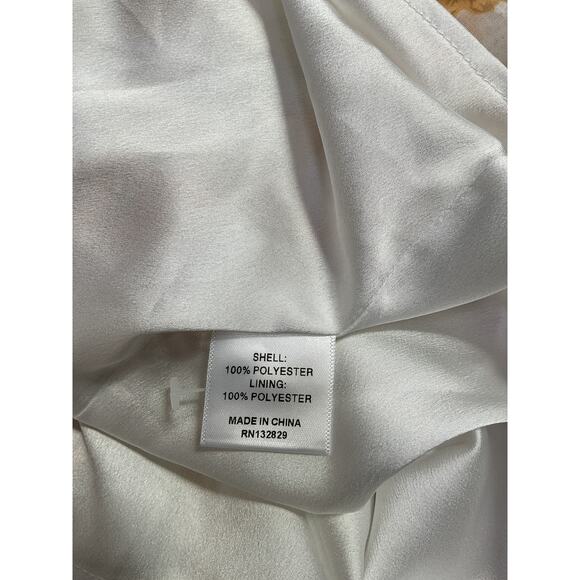 SHELL:
100% POLYESTER
LINING:
100% POLYESTER
MADE IN CHINA
RN132829